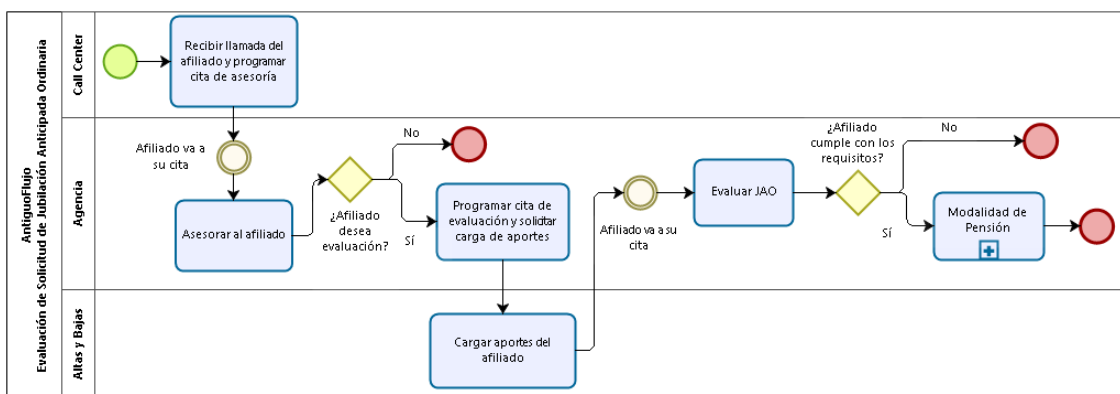 AntiguoFlujo
Evaluación de Solicitud de Jubilación Anticipada Ordinaria
Call Center
Recibir llamada del
afiliado y programar
cita de asesoría
Agencia
Afiliado va a
su cita
Asesorar al afiliado
¿Afiliado
desea
evaluación?
No
Sí
Programar cita de
evaluación y solicitar
carga de aportes
Afiliado va a su
cita
Evaluar JAO
¿Afiliado
cumple con los
requisitos?
No
Sí
Modalidad de
Pensión
Altas y Bajas
Cargar aportes del
afiliado